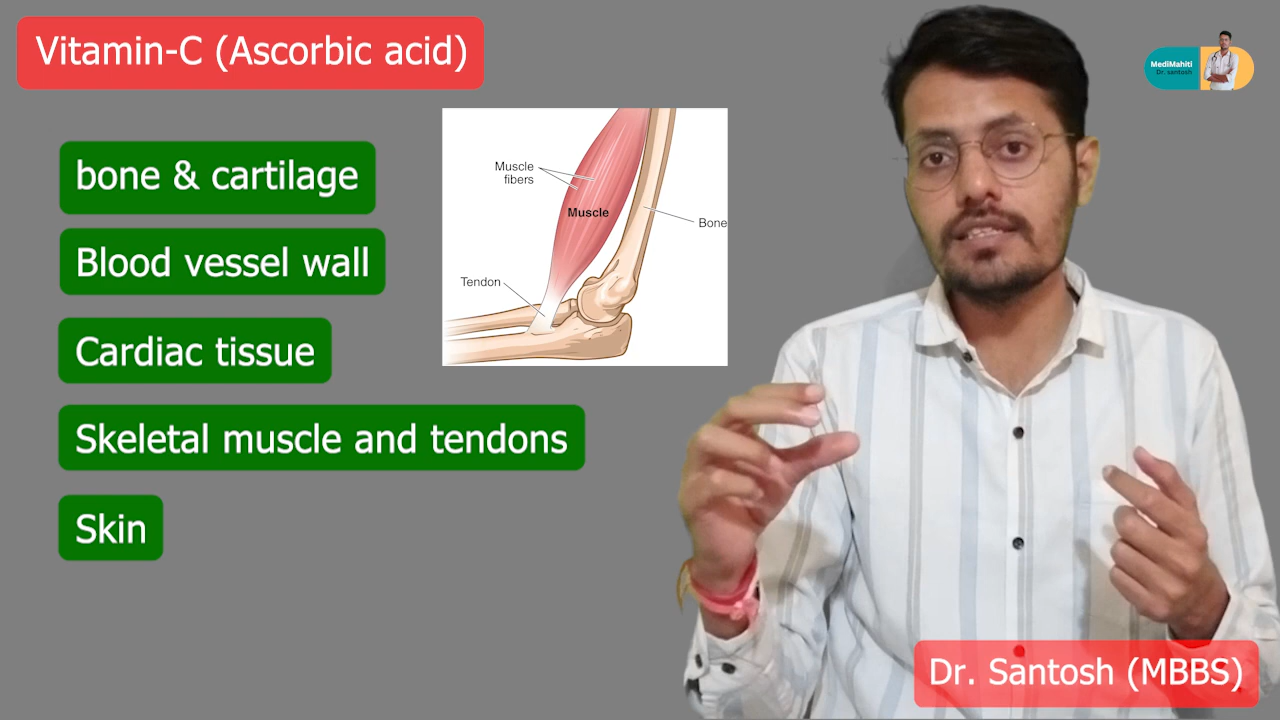 Vitamin-C (Ascorbic acid)
MediMahiti
Dr. santosh
bone & cartilage
Muscle
fibers
Muscle
Bone
Blood vessel wall
Tendon
Cardiac tissue
Skeletal muscle and tendons
Skin
Dr. Santosh (MBBS)